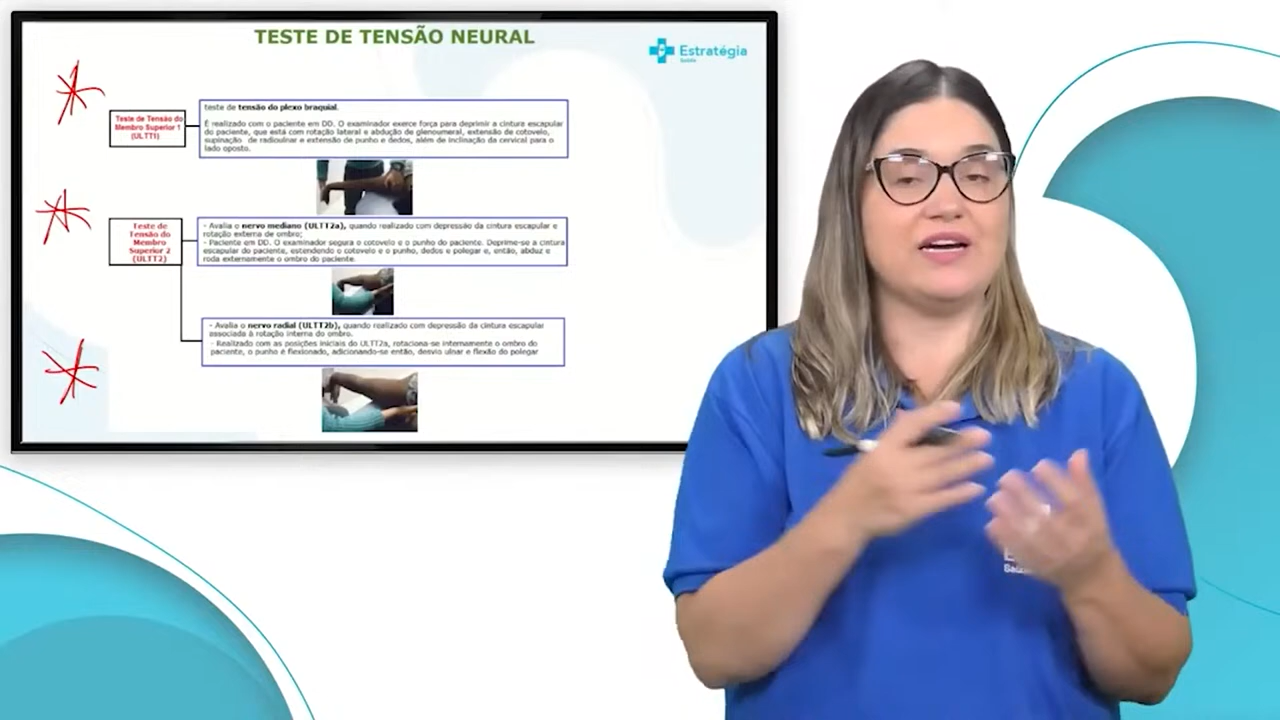 TESTE DE TENSÃO NEURAL
Estratégia
Saúde
Teste de Tensão do
Membro Superior 1
(ULTT1)
teste de tensão do plexo braquial.
É realizado com o paciente em DD. O examinador exerce força para deprimir a cintura escapular
do paciente, que está com rotação lateral e abdução de glenoumeral, extensão de cotovelo,
supinação de radioulnar e extensão de punho e dedos, além de inclinação da cervical para o
lado oposto.
Teste de
Tensão do
Membro
Superior 2
(ULTT2)
- Avalia o nervo mediano (ULTT2a), quando realizado com depressão da cintura escapular e
rotação externa de ombro;
- Paciente em DD. O examinador segura o cotovelo e o punho do paciente. Deprime-se a cintura
escapular do paciente, estendendo o cotovelo e o punho, dedos e polegar e, então, abduz e
roda externamente o ombro do paciente.
- Avalia o nervo radial (ULTT2b), quando realizado com depressão da cintura escapular
associada à rotação interna do ombro.
- Realizado com as posições iniciais do ULTT2a, rotaciona-se internamente o ombro do
paciente, o punho é flexionado, adicionando-se então, desvio ulnar e flexão do polegar